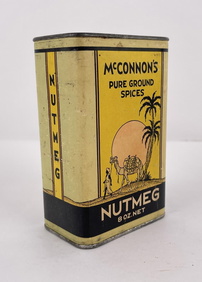 McCONNON'S
PURE GROUND
SPICES
NUTMEG
8 OZ. NET
NUTMEG